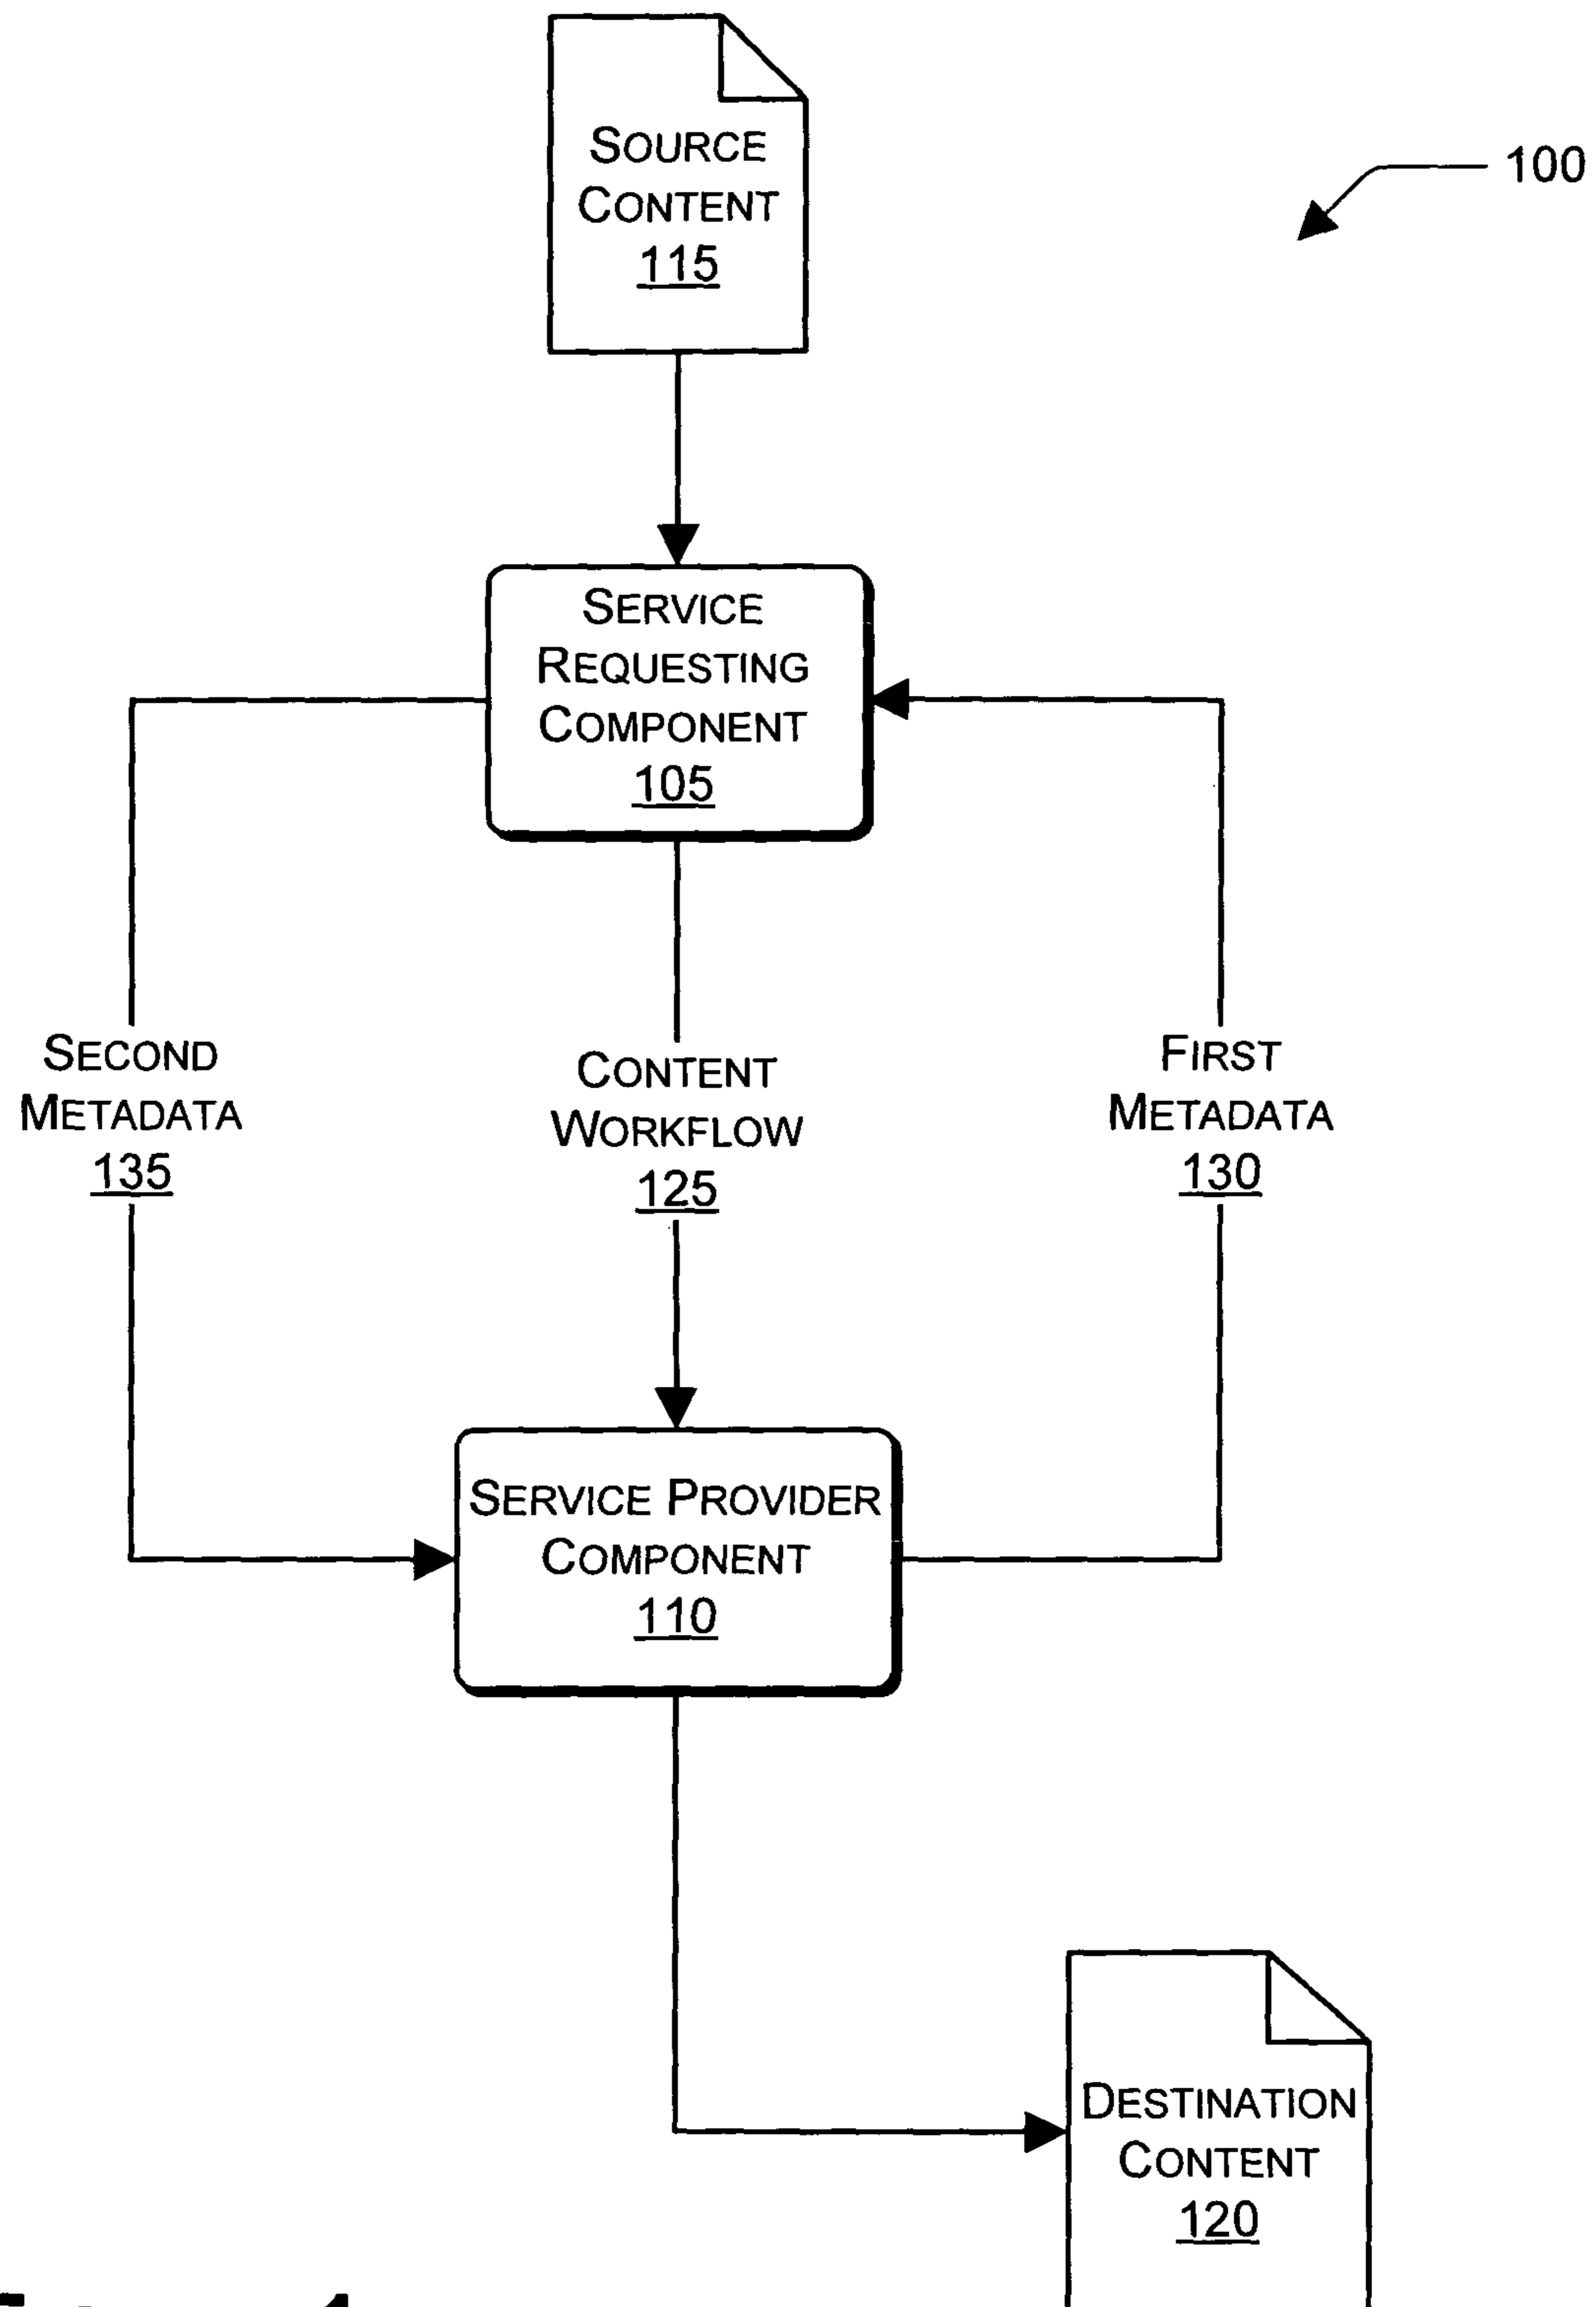 SOURCE
CONTENT
115
100
SERVICE
REQUESTING
COMPONENT
105
SECOND
METADATA
135
CONTENT
WORKFLOW
125
FIRST
METADATA
130
SERVICE PROVIDER
COMPONENT
110
DESTINATION
CONTENT
120